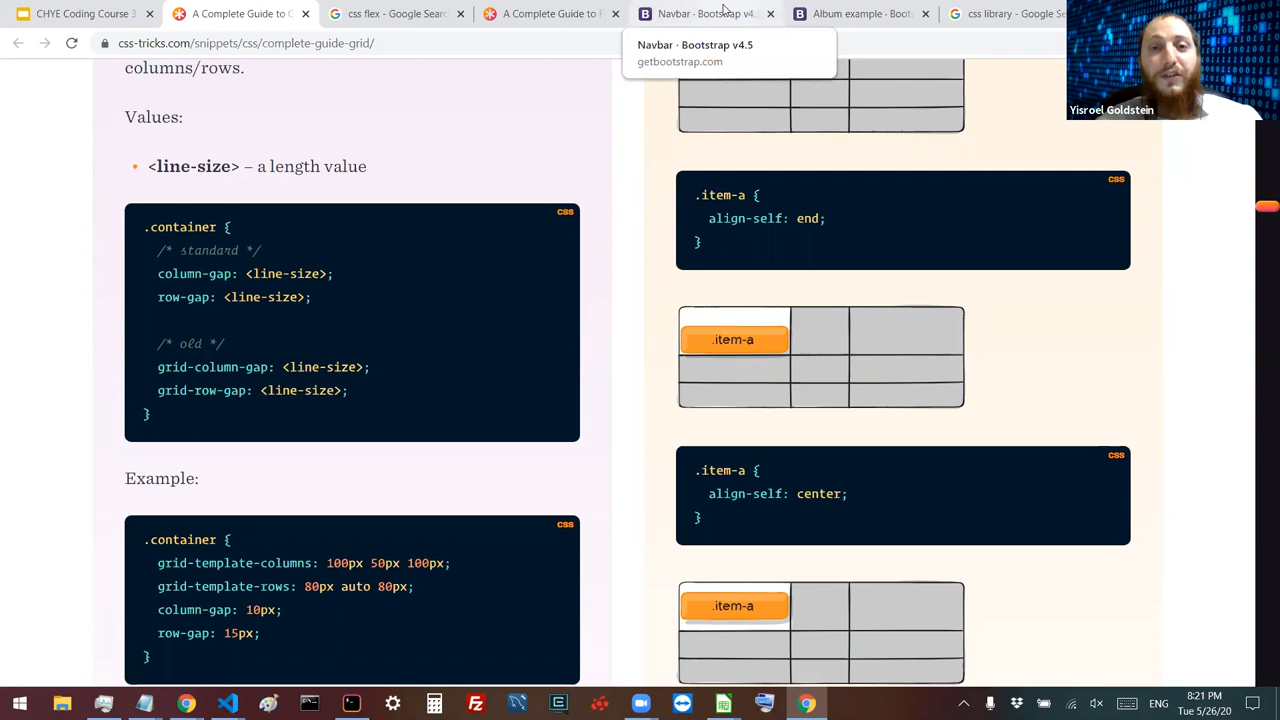 CHYE Coding Course 3
A Complete Guide to G
css flex - Google Sear
A Complete Guide to F
Navbar · Bootstrap v4.5
Album example · Boots
css library - Google Se
css-tricks.com/snippets/css/complete-guide-grid/
Navbar · Bootstrap v4.5
getbootstrap.com
Yisroel Goldstein
columns/rows.
Values:
<line-size> – a length value
CSS
.container {
/* standard */
column-gap: <line-size>;
row-gap: <line-size>;
/* old */
grid-column-gap: <line-size>;
grid-row-gap: <line-size>;
}
Example:
CSS
.container {
grid-template-columns: 100px 50px 100px;
grid-template-rows: 80px auto 80px;
column-gap: 10px;
row-gap: 15px;
}
CSS
.item-a {
align-self: end;
}
.item-a
CSS
.item-a {
align-self: center;
}
.item-a
ENG
8:21 PM
Tue 5/26/20